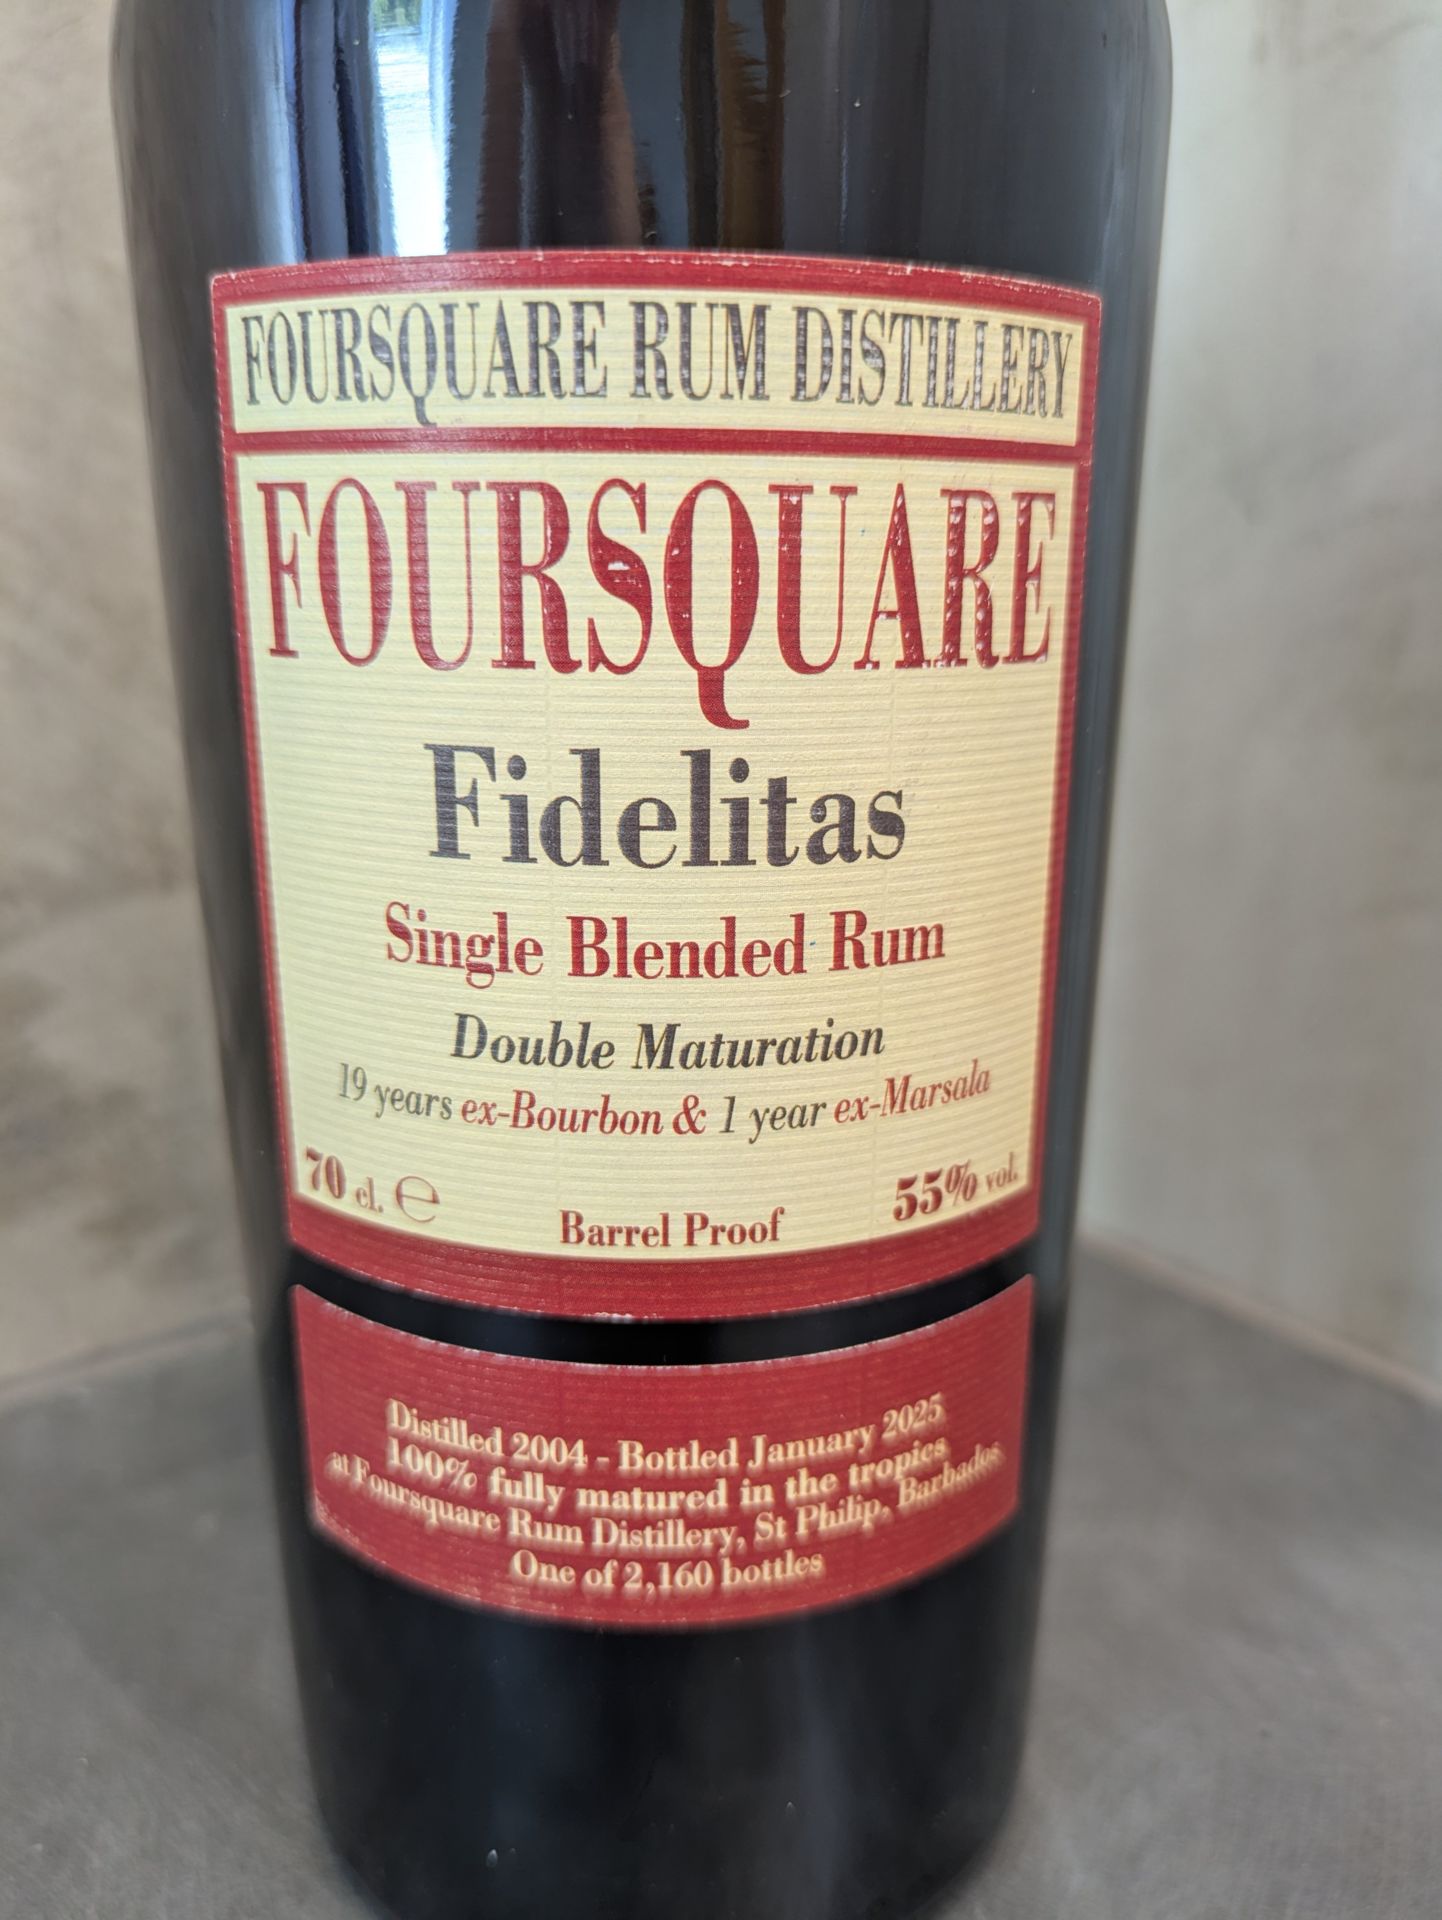 FOURSQUARE RUM DISTILLERY
FOURSQUARE
Fidelitas
Single Blended Rum
Double Maturation
19 years ex-Bourbon & 1 year ex-Marsala
70 cl. ℮
55% vol.
Barrel Proof
Distilled 2004 - Bottled January 2025
100% fully matured in the tropics
at Foursquare Rum Distillery, St Philip, Barbados
One of 2,160 bottles